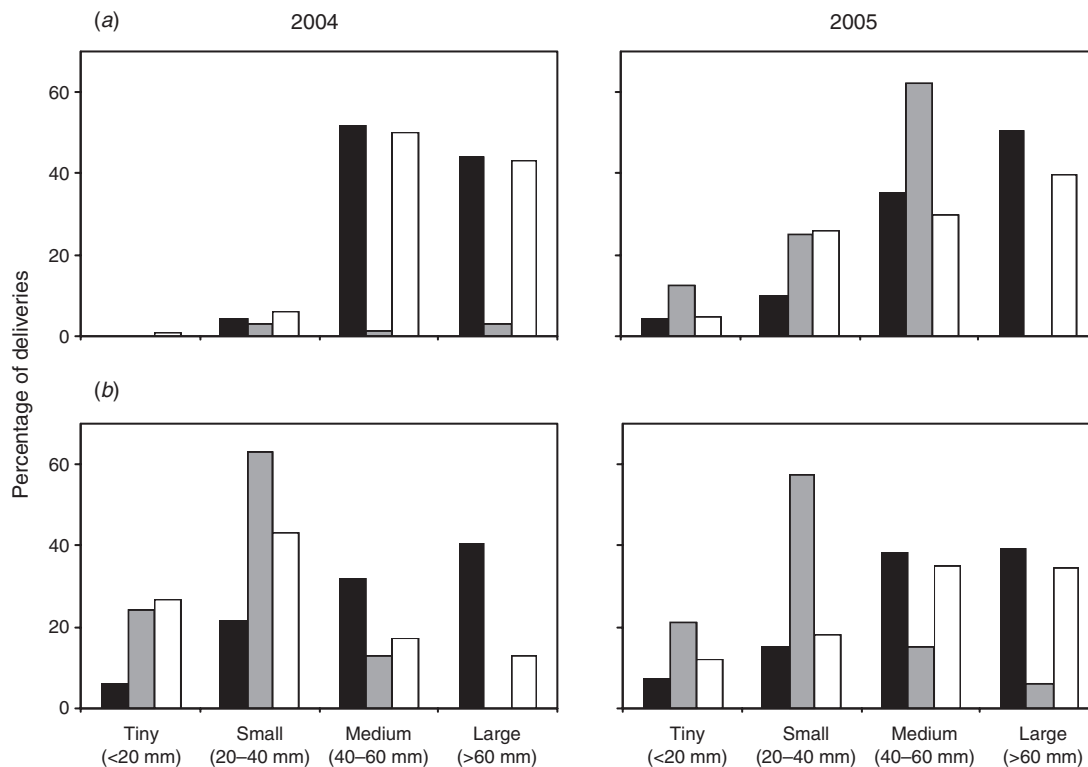 (a)
2004
2005
60
40
20
0
Percentage of deliveries
(b)
60
40
20
0
Tiny
(<20 mm)
Small
(20–40 mm)
Medium
(40–60 mm)
Large
(>60 mm)
Tiny
(<20 mm)
Small
(20–40 mm)
Medium
(40–60 mm)
Large
(>60 mm)